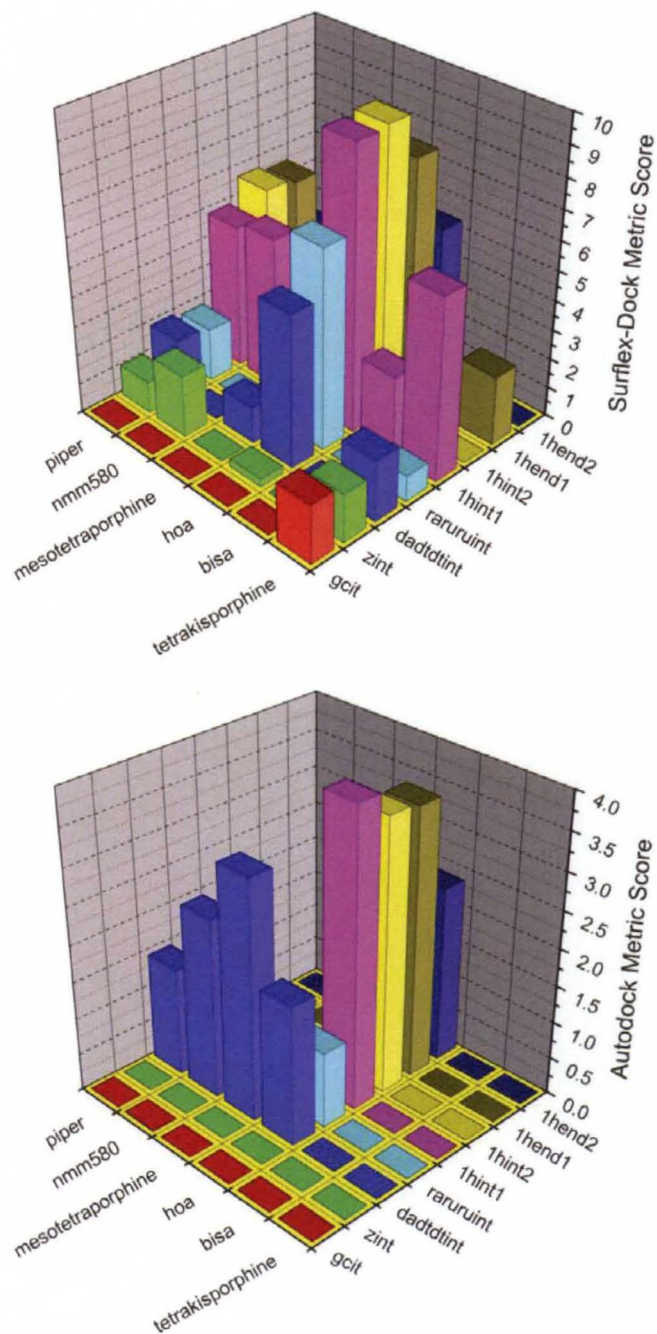 10
9
8
7
6
5
4
3
2
1
0
Surflex-Dock Metric Score
piper
nmm580
mesotetraporphine
hoa
bisa
tetrakisporphine
gcit
zint
dadtdtint
raruruint
1hint1
1hint2
1hend1
1hend2
4.0
3.5
3.0
2.5
2.0
1.5
1.0
0.5
0.0
Autodock Metric Score
piper
nmm580
mesotetraporphine
hoa
bisa
tetrakisporphine
gcit
zint
dadtdtint
raruruint
1hint1
1hint2
1hend1
1hend2